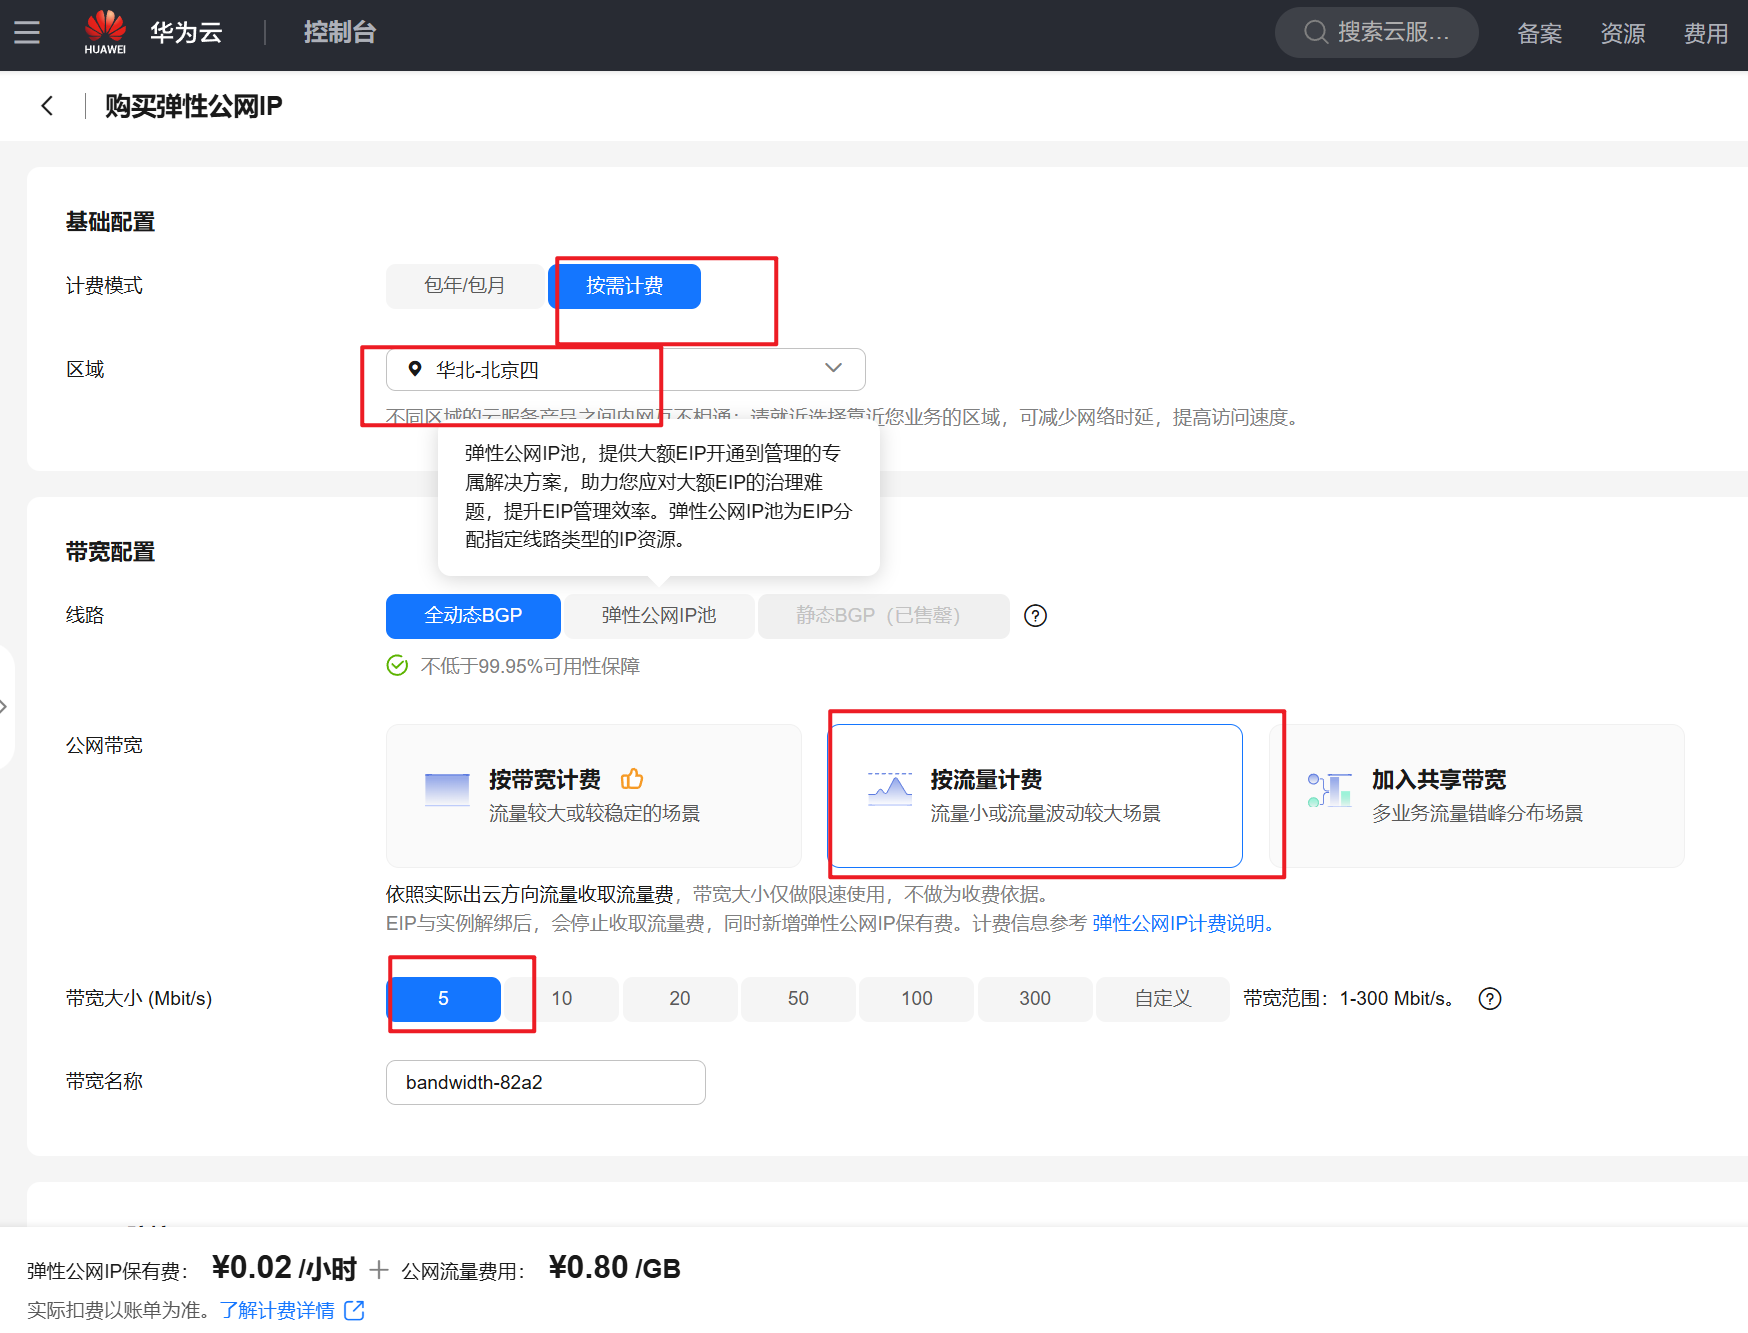 HUAWEI
华为云
控制台
搜索云服...
备案
资源
费用
购买弹性公网IP
基础配置
计费模式
包年/包月
按需计费
区域
华北-北京四
不同区域的云服务产品之间内网互不相通；请就近选择靠近您业务的区域，可减少网络时延，提高访问速度。
弹性公网IP池，提供大额EIP开通到管理的专
属解决方案，助力您应对大额EIP的治理难
题，提升EIP管理效率。弹性公网IP池为EIP分
配指定线路类型的IP资源。
带宽配置
线路
全动态BGP
弹性公网IP池
静态BGP（已售罄）
不低于99.95%可用性保障
公网带宽
按带宽计费
流量较大或较稳定的场景
按流量计费
流量小或流量波动较大场景
加入共享带宽
多业务流量错峰分布场景
依照实际出云方向流量收取流量费，带宽大小仅做限速使用，不做为收费依据。
EIP与实例解绑后，会停止收取流量费，同时新增弹性公网IP保有费。计费信息参考 弹性公网IP计费说明。
带宽大小 (Mbit/s)
5
10
20
50
100
300
自定义
带宽范围：1-300 Mbit/s。
带宽名称
bandwidth-82a2
弹性公网IP保有费： ¥0.02 /小时 + 公网流量费用： ¥0.80 /GB
实际扣费以账单为准。了解计费详情